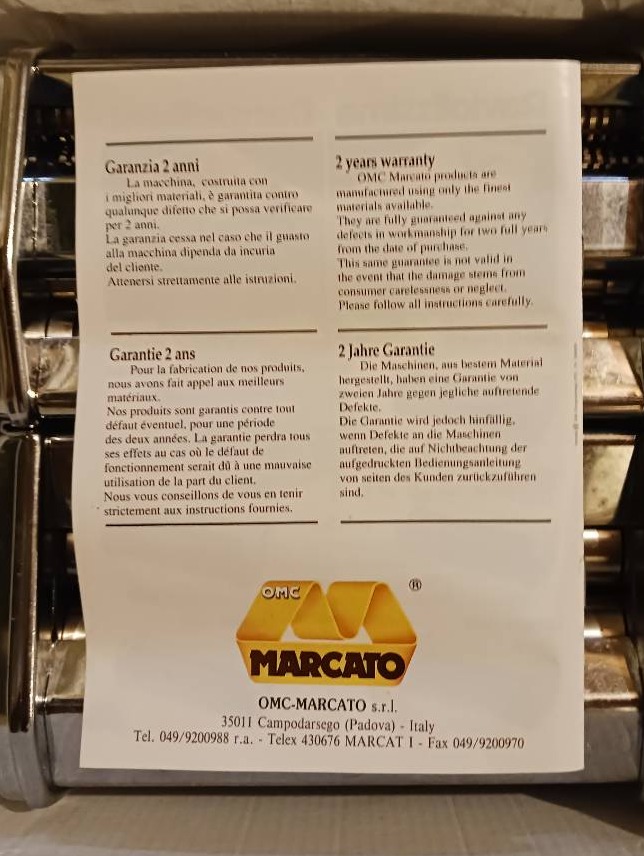 Garanzia 2 anni
La macchina, costruita con
i migliori materiali, è garantita contro
qualunque difetto che si possa verificare
per 2 anni.
La garanzia cessa nel caso che il guasto
alla macchina dipenda da incuria
del cliente.
Attenersi strettamente alle istruzioni.
2 years warranty
OMC Marcato products are
manufactured using only the finest
materials available.
They are fully guaranteed against any
defects in workmanship for two full years
from the date of purchase.
This same guarantee is not valid in
the event that the damage stems from
consumer carelessness or neglect.
Please follow all instructions carefully.
Garantie 2 ans
Pour la fabrication de nos produits,
nous avons fait appel aux meilleurs
matériaux.
Nos produits sont garantis contre tout
défaut éventuel, pour une période
des deux années. La garantie perdra tous
ses effets au cas où le défaut de
fonctionnement serait dû à une mauvaise
utilisation de la part du client.
Nous vous conseillons de vous en tenir
strictement aux instructions fournies.
2 Jahre Garantie
Die Maschinen, aus bestem Material
hergestellt, haben eine Garantie von
zweien Jahre gegen jegliche auftretende
Defekte.
Die Garantie wird jedoch hinfällig,
wenn Defekte an die Maschinen
auftreten, die auf Nichtbeachtung der
aufgedruckten Bedienungsanleitung
von seiten des Kunden zurückzuführen
sind.
OMC ®
MARCATO
OMC-MARCATO s.r.l.
35011 Campodarsego (Padova) - Italy
Tel. 049/9200988 r.a. - Telex 430676 MARCAT I - Fax 049/9200970